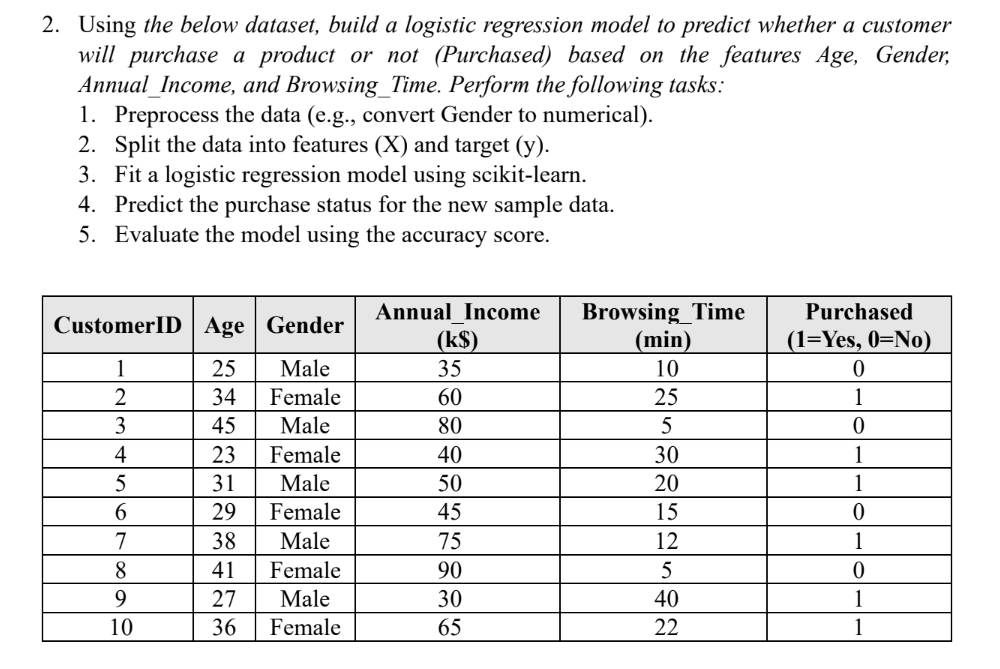 2. Using the below dataset, build a logistic regression model to predict whether a customer
will purchase a product or not (Purchased) based on the features Age, Gender,
Annual_Income, and Browsing_Time. Perform the following tasks:
1. Preprocess the data (e.g., convert Gender to numerical).
2. Split the data into features (X) and target (y).
3. Fit a logistic regression model using scikit-learn.
4. Predict the purchase status for the new sample data.
5. Evaluate the model using the accuracy score.
CustomerID Age Gender Annual_Income (k$) Browsing_Time (min) Purchased (1=Yes, 0=No)
1 25 Male 35 10 0
2 34 Female 60 25 1
3 45 Male 80 5 0
4 23 Female 40 30 1
5 31 Male 50 20 1
6 29 Female 45 15 0
7 38 Male 75 12 1
8 41 Female 90 5 0
9 27 Male 30 40 1
10 36 Female 65 22 1